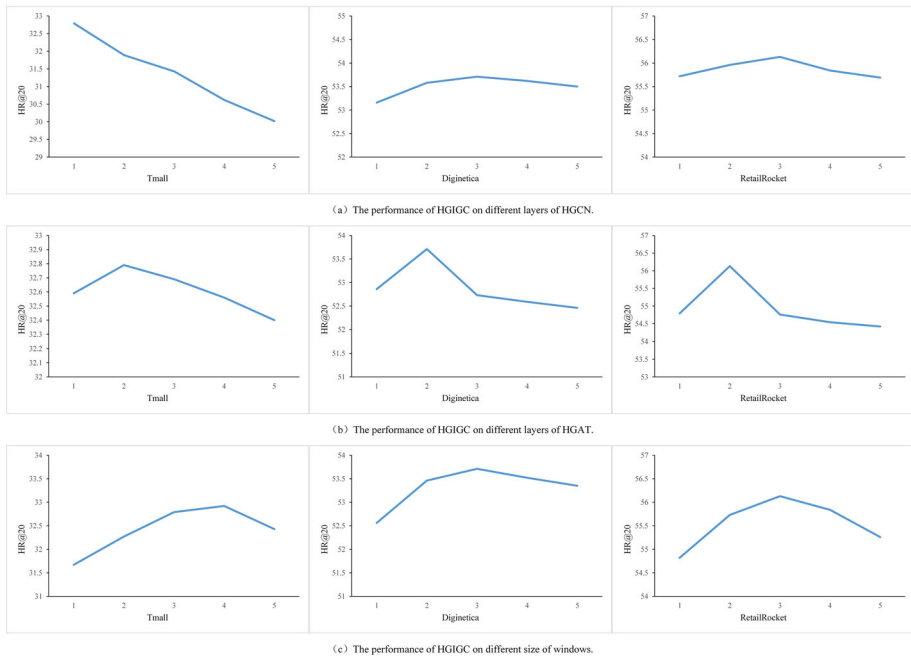 33
32.5
32
31.5
31
30.5
30
29.5
29
HR@20
1 2 3 4 5
Tmall
55
54.5
54
53.5
53
52.5
52
HR@20
1 2 3 4 5
Diginetica
57
56.5
56
55.5
55
54.5
54
HR@20
1 2 3 4 5
RetailRocket
（a）The performance of HGIGC on different layers of HGCN.
33
32.9
32.8
32.7
32.6
32.5
32.4
32.3
32.2
32.1
32
HR@20
1 2 3 4 5
Tmall
54
53.5
53
52.5
52
51.5
51
HR@20
1 2 3 4 5
Diginetica
57
56.5
56
55.5
55
54.5
54
53.5
53
HR@20
1 2 3 4 5
RetailRocket
（b）The performance of HGIGC on different layers of HGAT.
34
33.5
33
32.5
32
31.5
31
HR@20
1 2 3 4 5
Tmall
54
53.5
53
52.5
52
51.5
51
HR@20
1 2 3 4 5
Diginetica
57
56.5
56
55.5
55
54.5
54
HR@20
1 2 3 4 5
RetailRocket
（c）The performance of HGIGC on different size of windows.